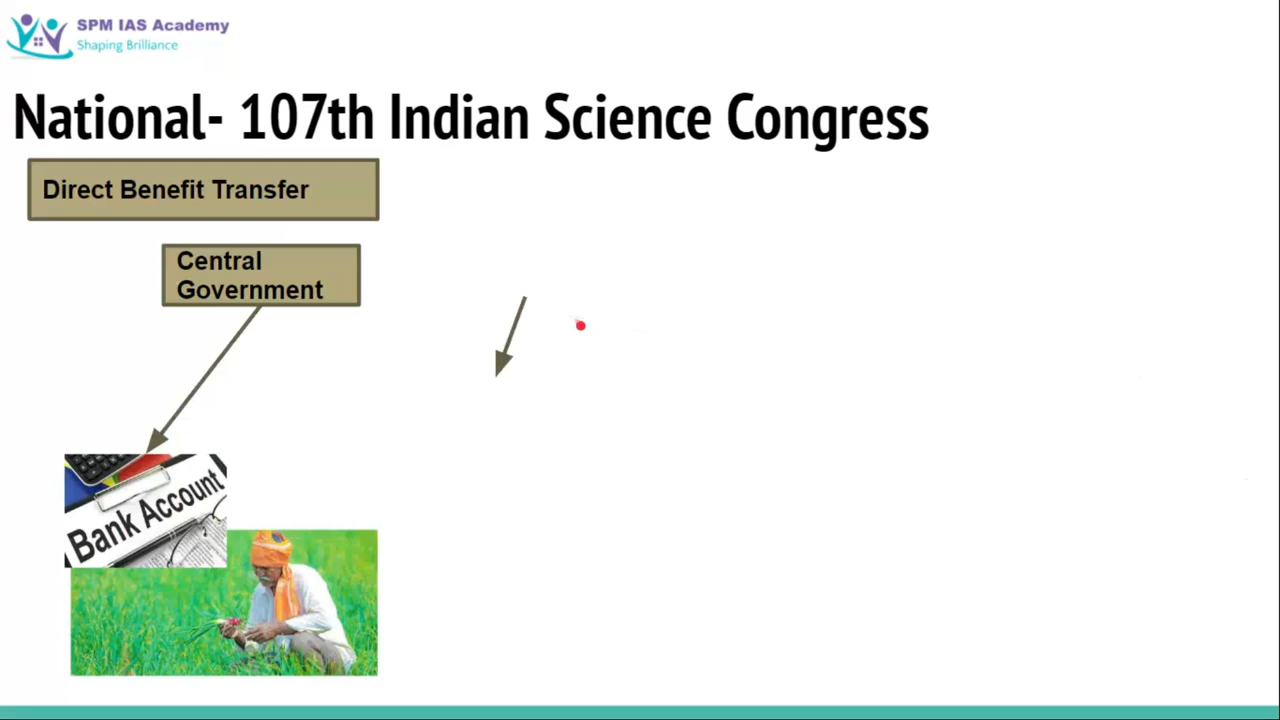 SPM IAS Academy
Shaping Brilliance
National- 107th Indian Science Congress
Direct Benefit Transfer
Central
Government
Bank Account